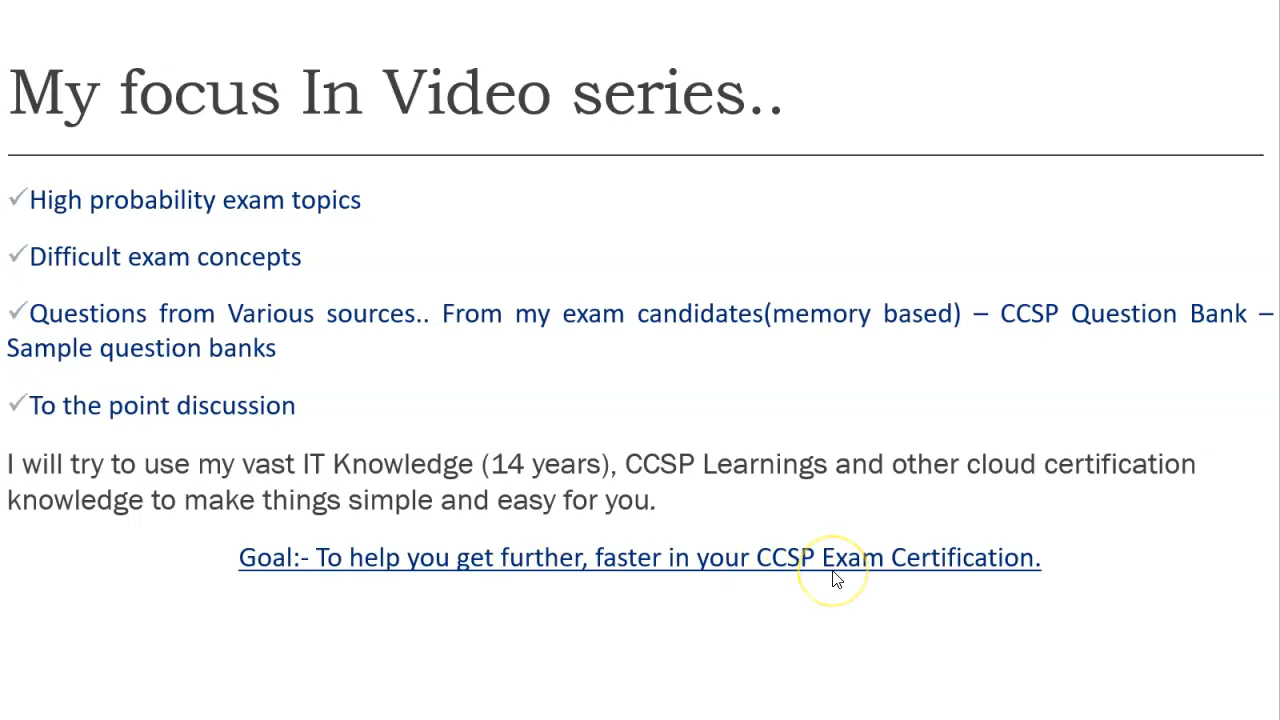 My focus In Video series..
✓High probability exam topics
✓Difficult exam concepts
✓Questions from Various sources.. From my exam candidates(memory based) – CCSP Question Bank –
Sample question banks
✓To the point discussion
I will try to use my vast IT Knowledge (14 years), CCSP Learnings and other cloud certification
knowledge to make things simple and easy for you.
Goal:- To help you get further, faster in your CCSP Exam Certification.